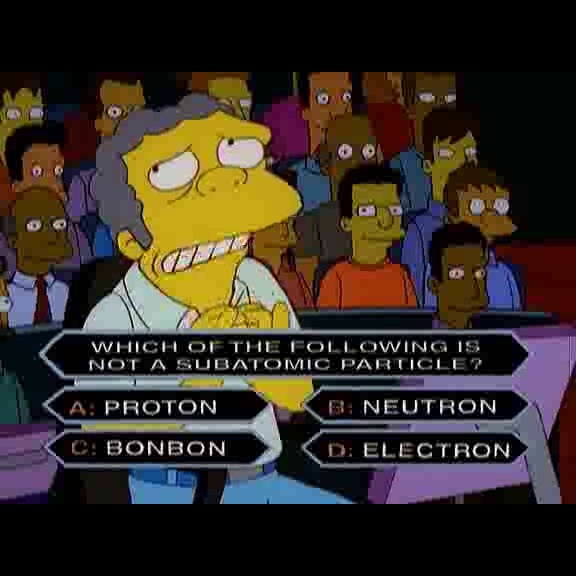 WHICH OF THE FOLLOWING IS
NOT A SUBATOMIC PARTICLE?
A: PROTON
B: NEUTRON
C: BONBON
D: ELECTRON